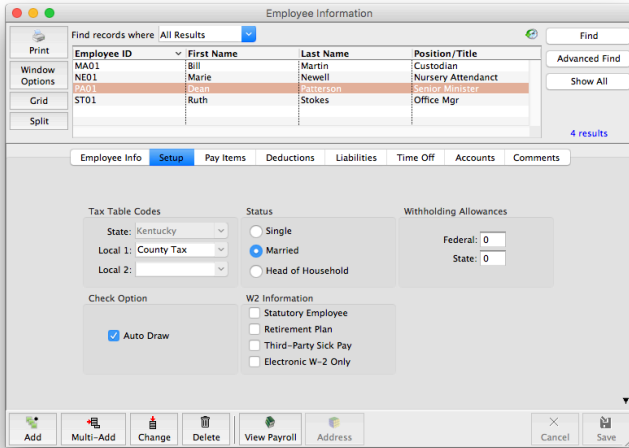 Employee Information
Print
Window Options
Grid
Split
Find records where All Results
Employee ID First Name Last Name Position/Title
MA01 Bill Martin Custodian
NE01 Marie Newell Nursery Attendanct
PA01 Dean Patterson Senior Minister
ST01 Ruth Stokes Office Mgr
Find
Advanced Find
Show All
4 results
Employee Info Setup Pay Items Deductions Liabilities Time Off Accounts Comments
Tax Table Codes
State: Kentucky
Local 1: County Tax
Local 2:
Status
Single
Married
Head of Household
Withholding Allowances
Federal: 0
State: 0
Check Option
Auto Draw
W2 Information
Statutory Employee
Retirement Plan
Third-Party Sick Pay
Electronic W-2 Only
Add Multi-Add Change Delete View Payroll Address Cancel Save